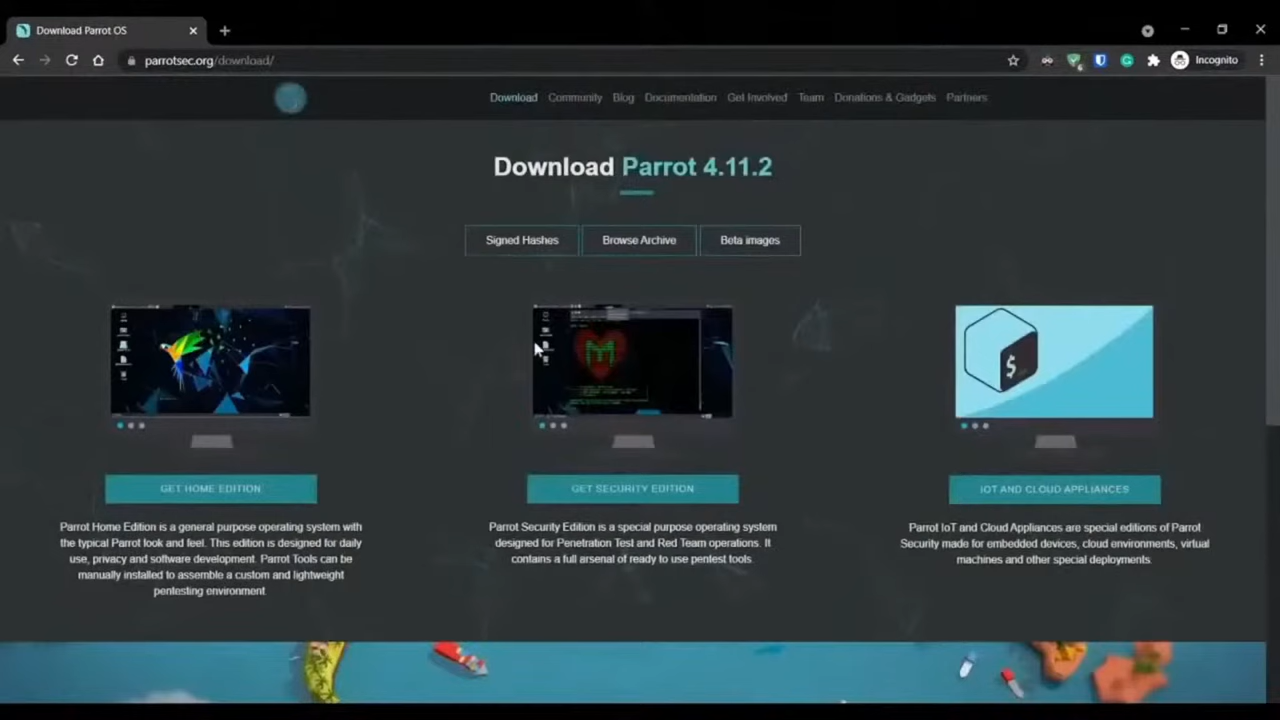 Download Parrot OS
parrotsec.org/download/
Incognito
Download Community Blog Documentation Get Involved Team Donations & Gadgets Partners
Download Parrot 4.11.2
Signed Hashes Browse Archive Beta images
GET HOME EDITION
Parrot Home Edition is a general purpose operating system with
the typical Parrot look and feel. This edition is designed for daily
use, privacy and software development. Parrot Tools can be
manually installed to assemble a custom and lightweight
pentesting environment
GET SECURITY EDITION
Parrot Security Edition is a special purpose operating system
designed for Penetration Test and Red Team operations. It
contains a full arsenal of ready to use pentest tools.
$
IOT AND CLOUD APPLIANCES
Parrot IoT and Cloud Appliances are special editions of Parrot
Security made for embedded devices, cloud environments, virtual
machines and other special deployments.